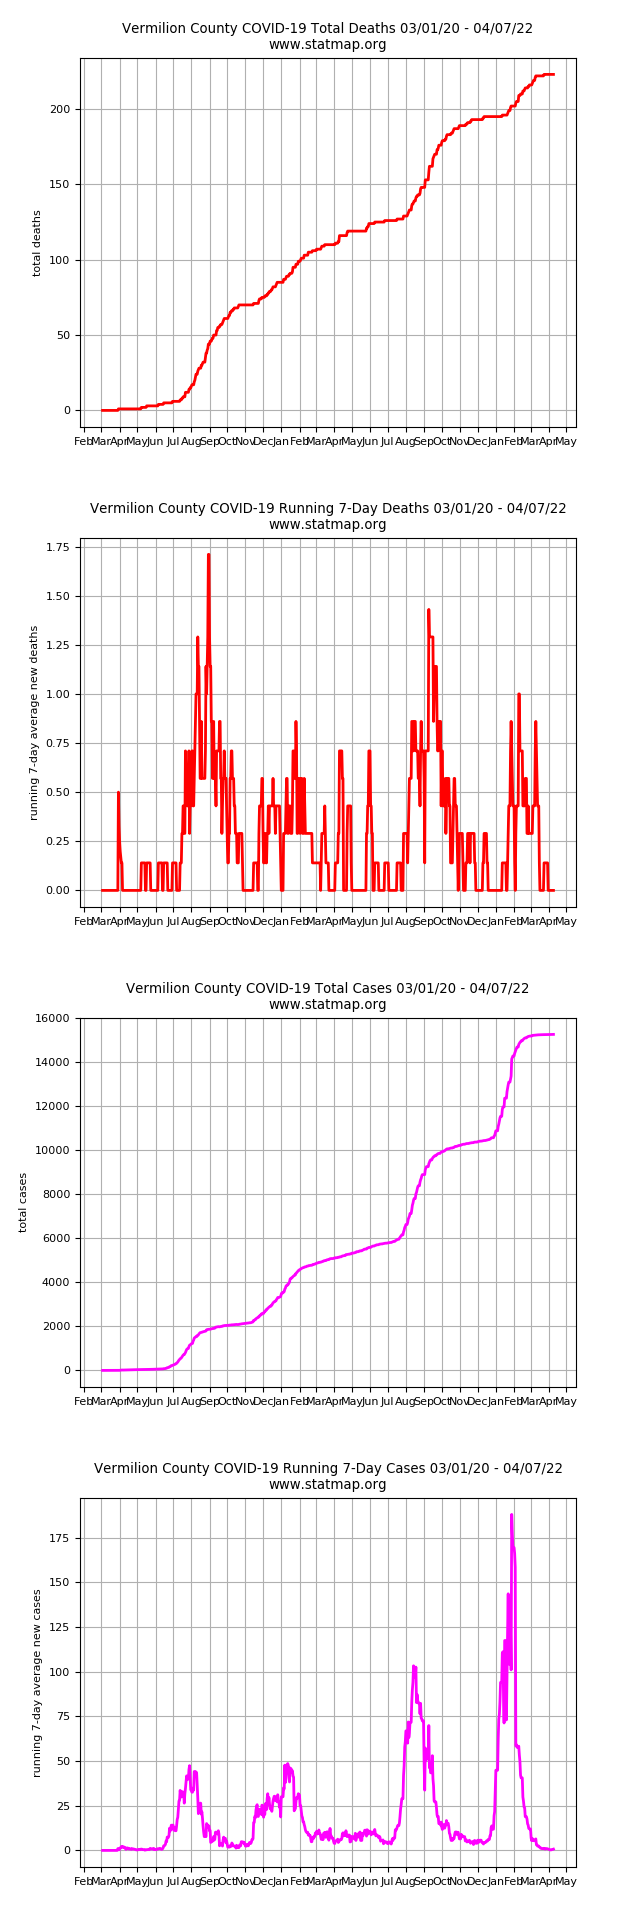 Vermilion County COVID-19 Total Deaths 03/01/20 - 04/07/22
www.statmap.org
total deaths
200
150
100
50
0
Feb Mar Apr May Jun Jul Aug Sep Oct Nov Dec Jan Feb Mar Apr May Jun Jul Aug Sep Oct Nov Dec Jan Feb Mar Apr May
Vermilion County COVID-19 Running 7-Day Deaths 03/01/20 - 04/07/22
www.statmap.org
running 7-day average new deaths
1.75
1.50
1.25
1.00
0.75
0.50
0.25
0.00
Feb Mar Apr May Jun Jul Aug Sep Oct Nov Dec Jan Feb Mar Apr May Jun Jul Aug Sep Oct Nov Dec Jan Feb Mar Apr May
Vermilion County COVID-19 Total Cases 03/01/20 - 04/07/22
www.statmap.org
total cases
16000
14000
12000
10000
8000
6000
4000
2000
0
Feb Mar Apr May Jun Jul Aug Sep Oct Nov Dec Jan Feb Mar Apr May Jun Jul Aug Sep Oct Nov Dec Jan Feb Mar Apr May
Vermilion County COVID-19 Running 7-Day Cases 03/01/20 - 04/07/22
www.statmap.org
running 7-day average new cases
175
150
125
100
75
50
25
0
Feb Mar Apr May Jun Jul Aug Sep Oct Nov Dec Jan Feb Mar Apr May Jun Jul Aug Sep Oct Nov Dec Jan Feb Mar Apr May